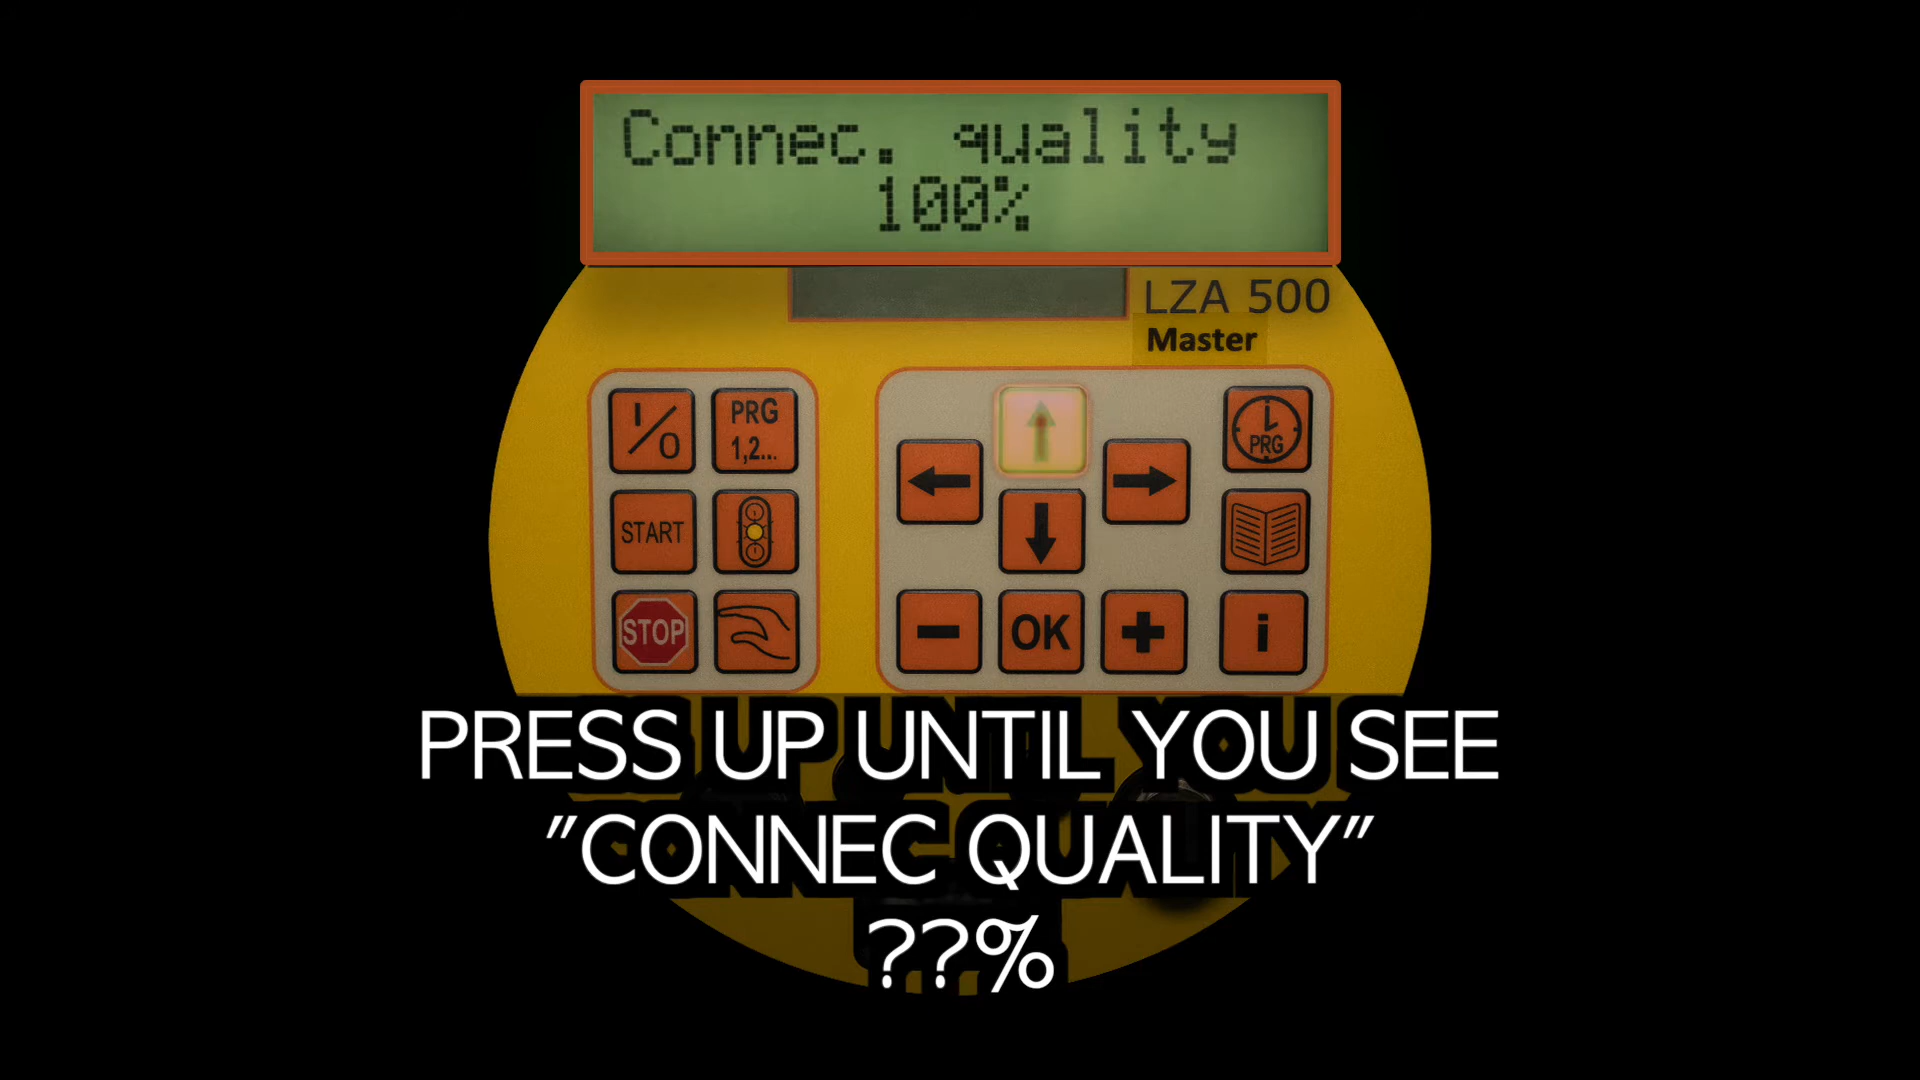 Connec. quality
100%
LZA 500
Master
I/O
PRG
1,2...
PRG
START
STOP
OK
i
PRESS UP UNTIL YOU SEE
"CONNEC QUALITY"
??%